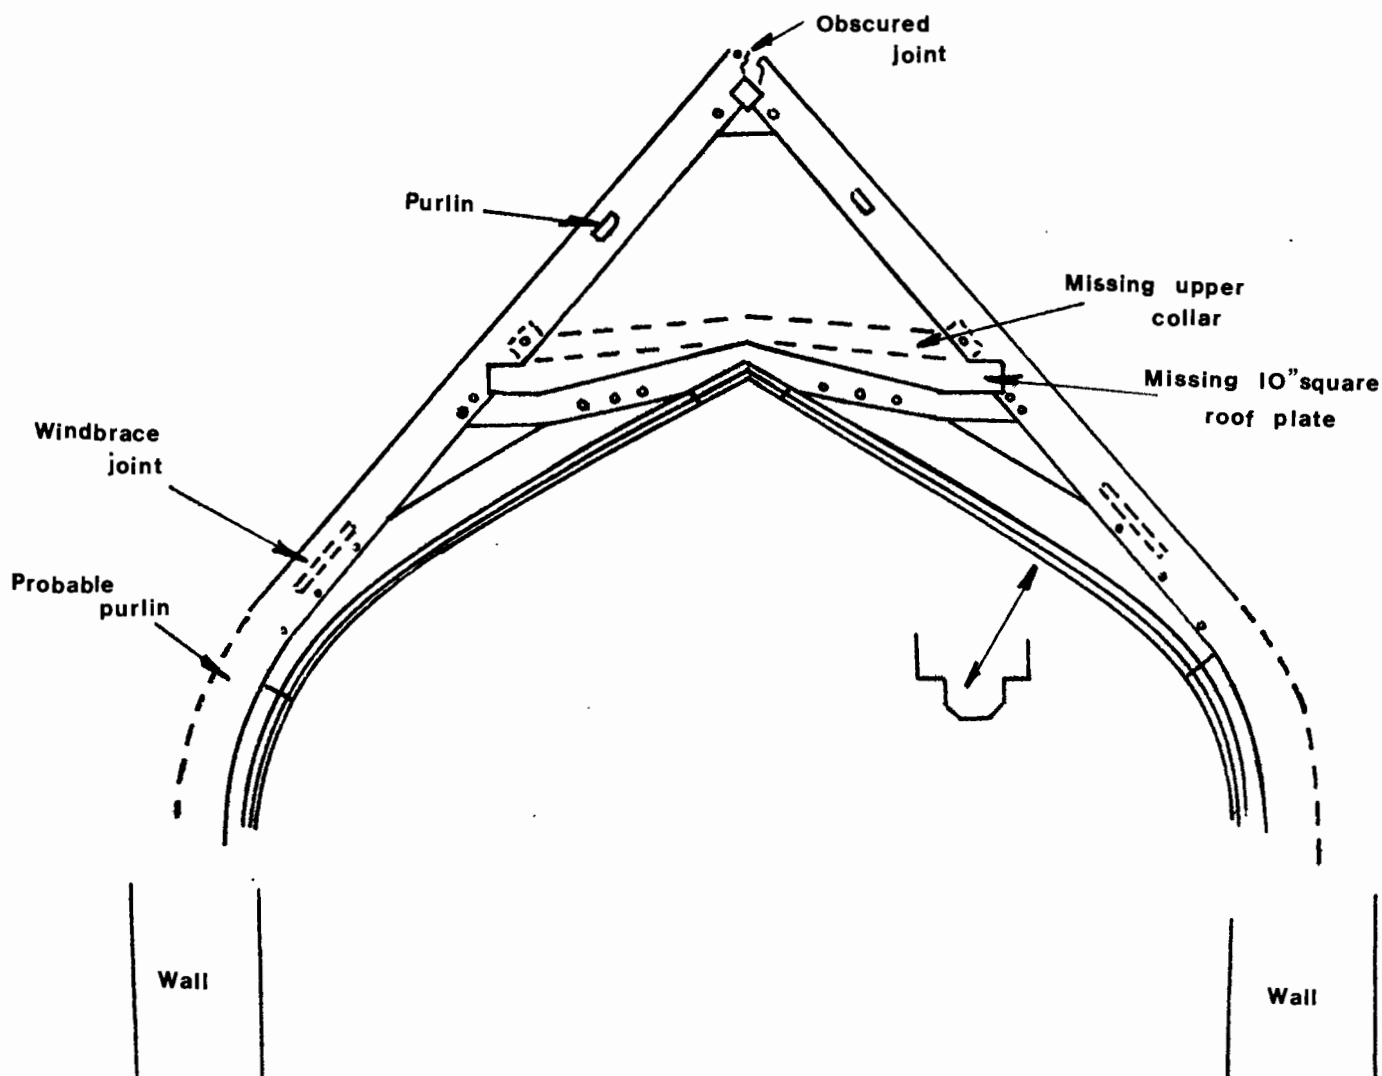 Obscured
joint
Purlin
Missing upper
collar
Missing 10" square
roof plate
Windbrace
joint
Probable
purlin
Wall
Wall